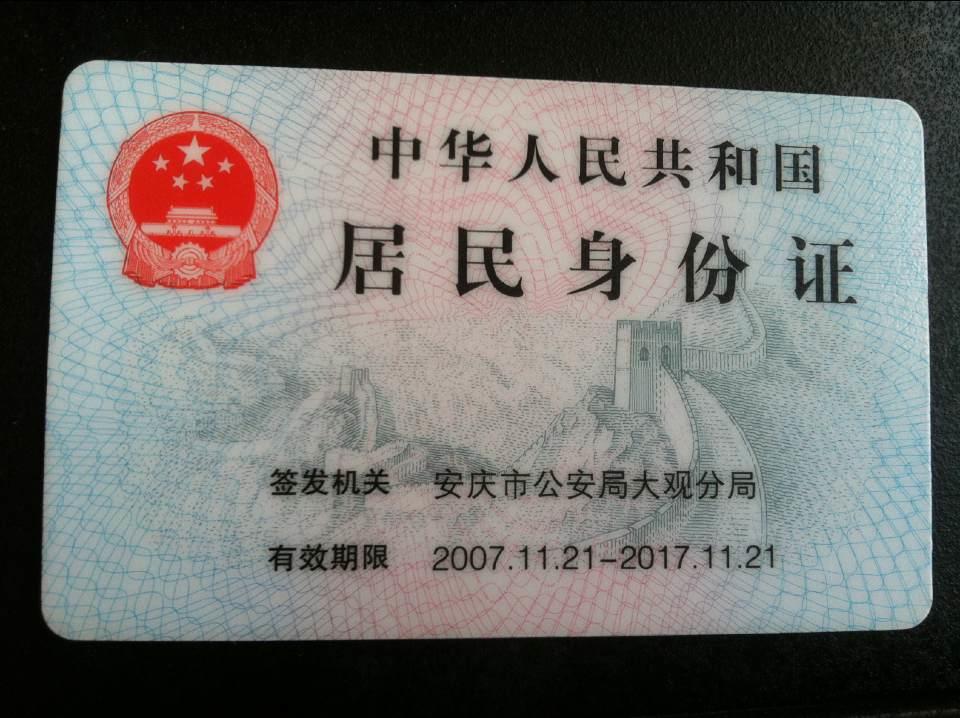 中华人民共和国
居民身份证
签发机关 安庆市公安局大观分局
有效期限 2007.11.21-2017.11.21